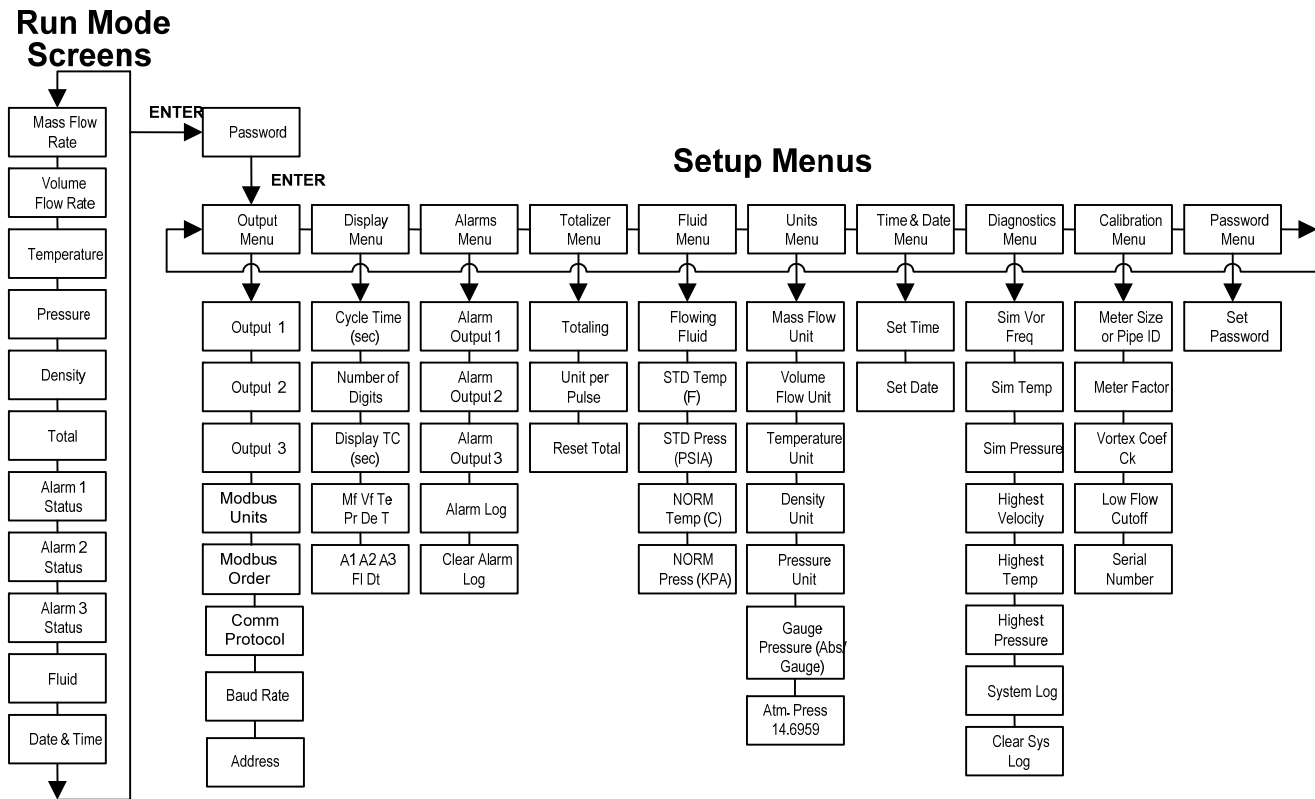 Run Mode
Screens
Mass Flow
Rate
Volume
Flow Rate
Temperature
Pressure
Density
Total
Alarm 1
Status
Alarm 2
Status
Alarm 3
Status
Fluid
Date & Time
ENTER
Password
ENTER
Setup Menus
Output
Menu
Display
Menu
Alarms
Menu
Totalizer
Menu
Fluid
Menu
Units
Menu
Time & Date
Menu
Diagnostics
Menu
Calibration
Menu
Password
Menu
Output 1
Output 2
Output 3
Modbus
Units
Modbus
Order
Comm
Protocol
Baud Rate
Address
Cycle Time
(sec)
Number of
Digits
Display TC
(sec)
Mf Vf Te
Pr De T
A1 A2 A3
Fl Dt
Alarm
Output 1
Alarm
Output 2
Alarm
Output 3
Alarm Log
Clear Alarm
Log
Totaling
Unit per
Pulse
Reset Total
Flowing
Fluid
STD Temp
(F)
STD Press
(PSIA)
NORM
Temp (C)
NORM
Press (KPA)
Mass Flow
Unit
Volume
Flow Unit
Temperature
Unit
Density
Unit
Pressure
Unit
Gauge
Pressure (Abs/
Gauge)
Atm. Press
14.6959
Set Time
Set Date
Sim Vor
Freq
Sim Temp
Sim Pressure
Highest
Velocity
Highest
Temp
Highest
Pressure
System Log
Clear Sys
Log
Meter Size
or Pipe ID
Meter Factor
Vortex Coef
Ck
Low Flow
Cutoff
Serial
Number
Set
Password